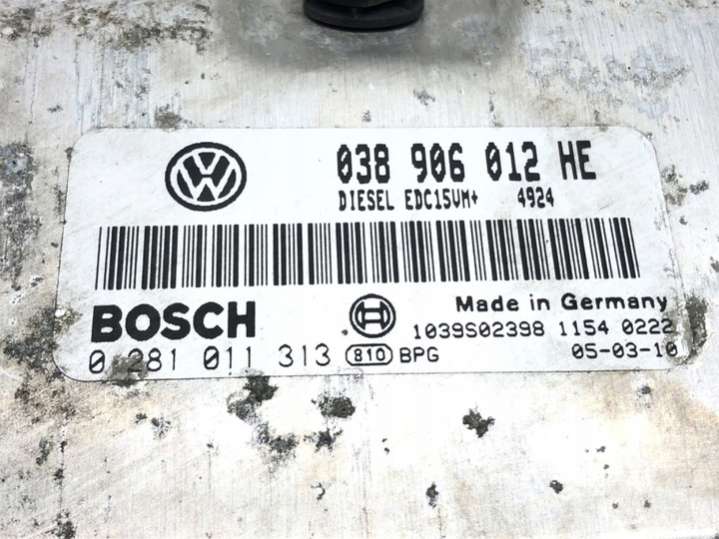 038 906 012 HE
DIESEL EDC15VM+ 4924
BOSCH
Made in Germany
1039S02398 1154 0222
0 281 011 313 810 BPG 05-03-10